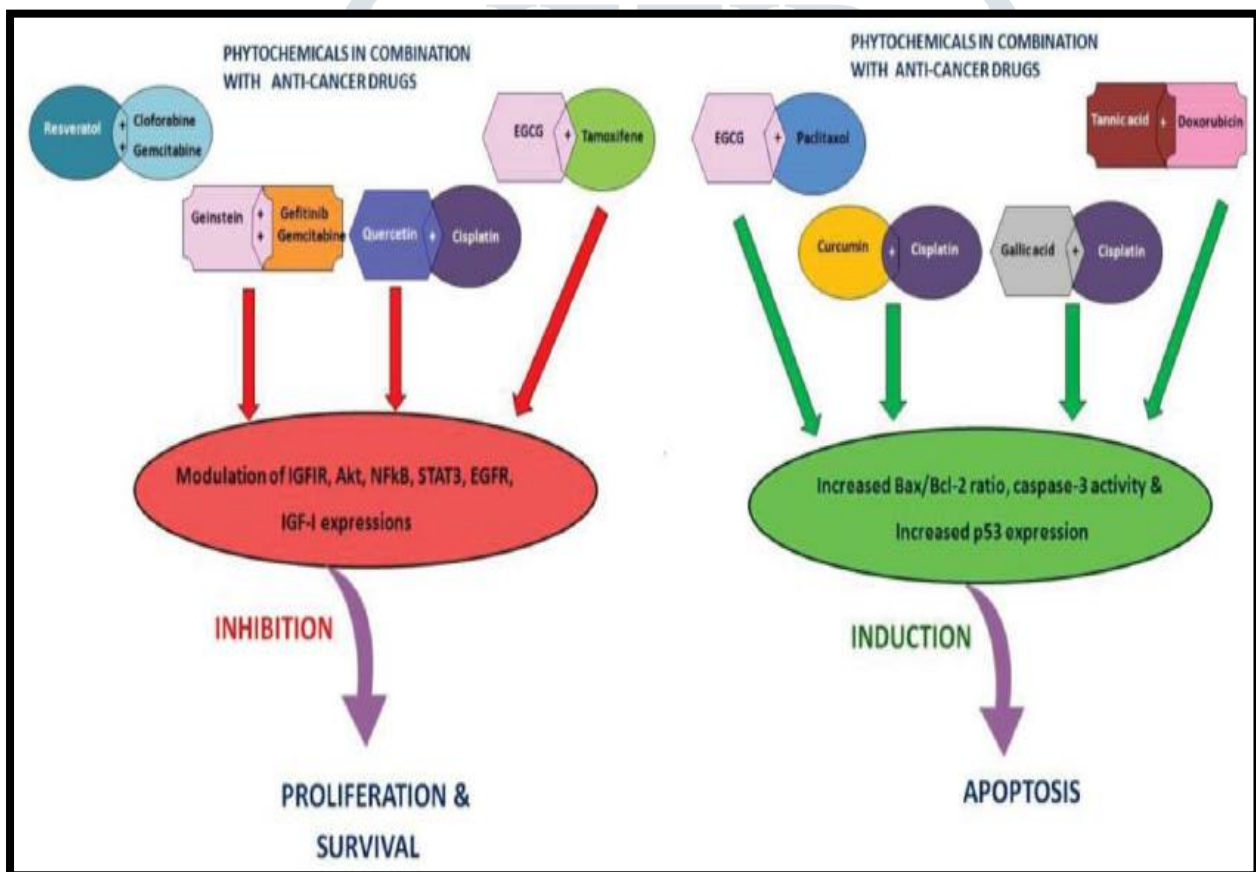 PHYTOCHEMICALS IN COMBINATION
WITH ANTI-CANCER DRUGS
Resveratol
+ Cloforabine
+ Gemcitabine
EGCG + Tamoxifene
Geinstein + Gefitinib
+ Gemcitabine
Quercetin + Cisplatin
Modulation of IGFIR, Akt, NFkB, STAT3, EGFR,
IGF-I expressions
INHIBITION
PROLIFERATION &
SURVIVAL
PHYTOCHEMICALS IN COMBINATION
WITH ANTI-CANCER DRUGS
EGCG + Paclitaxol
Tannic acid + Doxorubicin
Curcumin + Cisplatin
Gallic acid + Cisplatin
Increased Bax/Bcl-2 ratio, caspase-3 activity &
Increased p53 expression
INDUCTION
APOPTOSIS